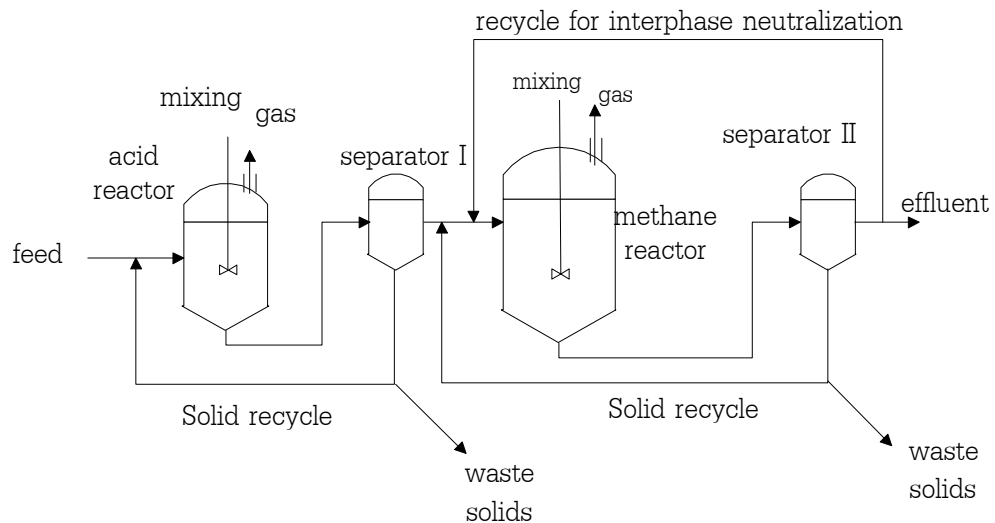 recycle for interphase neutralization
mixing
gas
mixing
gas
acid
reactor
separator I
separator II
feed
methane
reactor
effluent
Solid recycle
Solid recycle
waste
solids
waste
solids